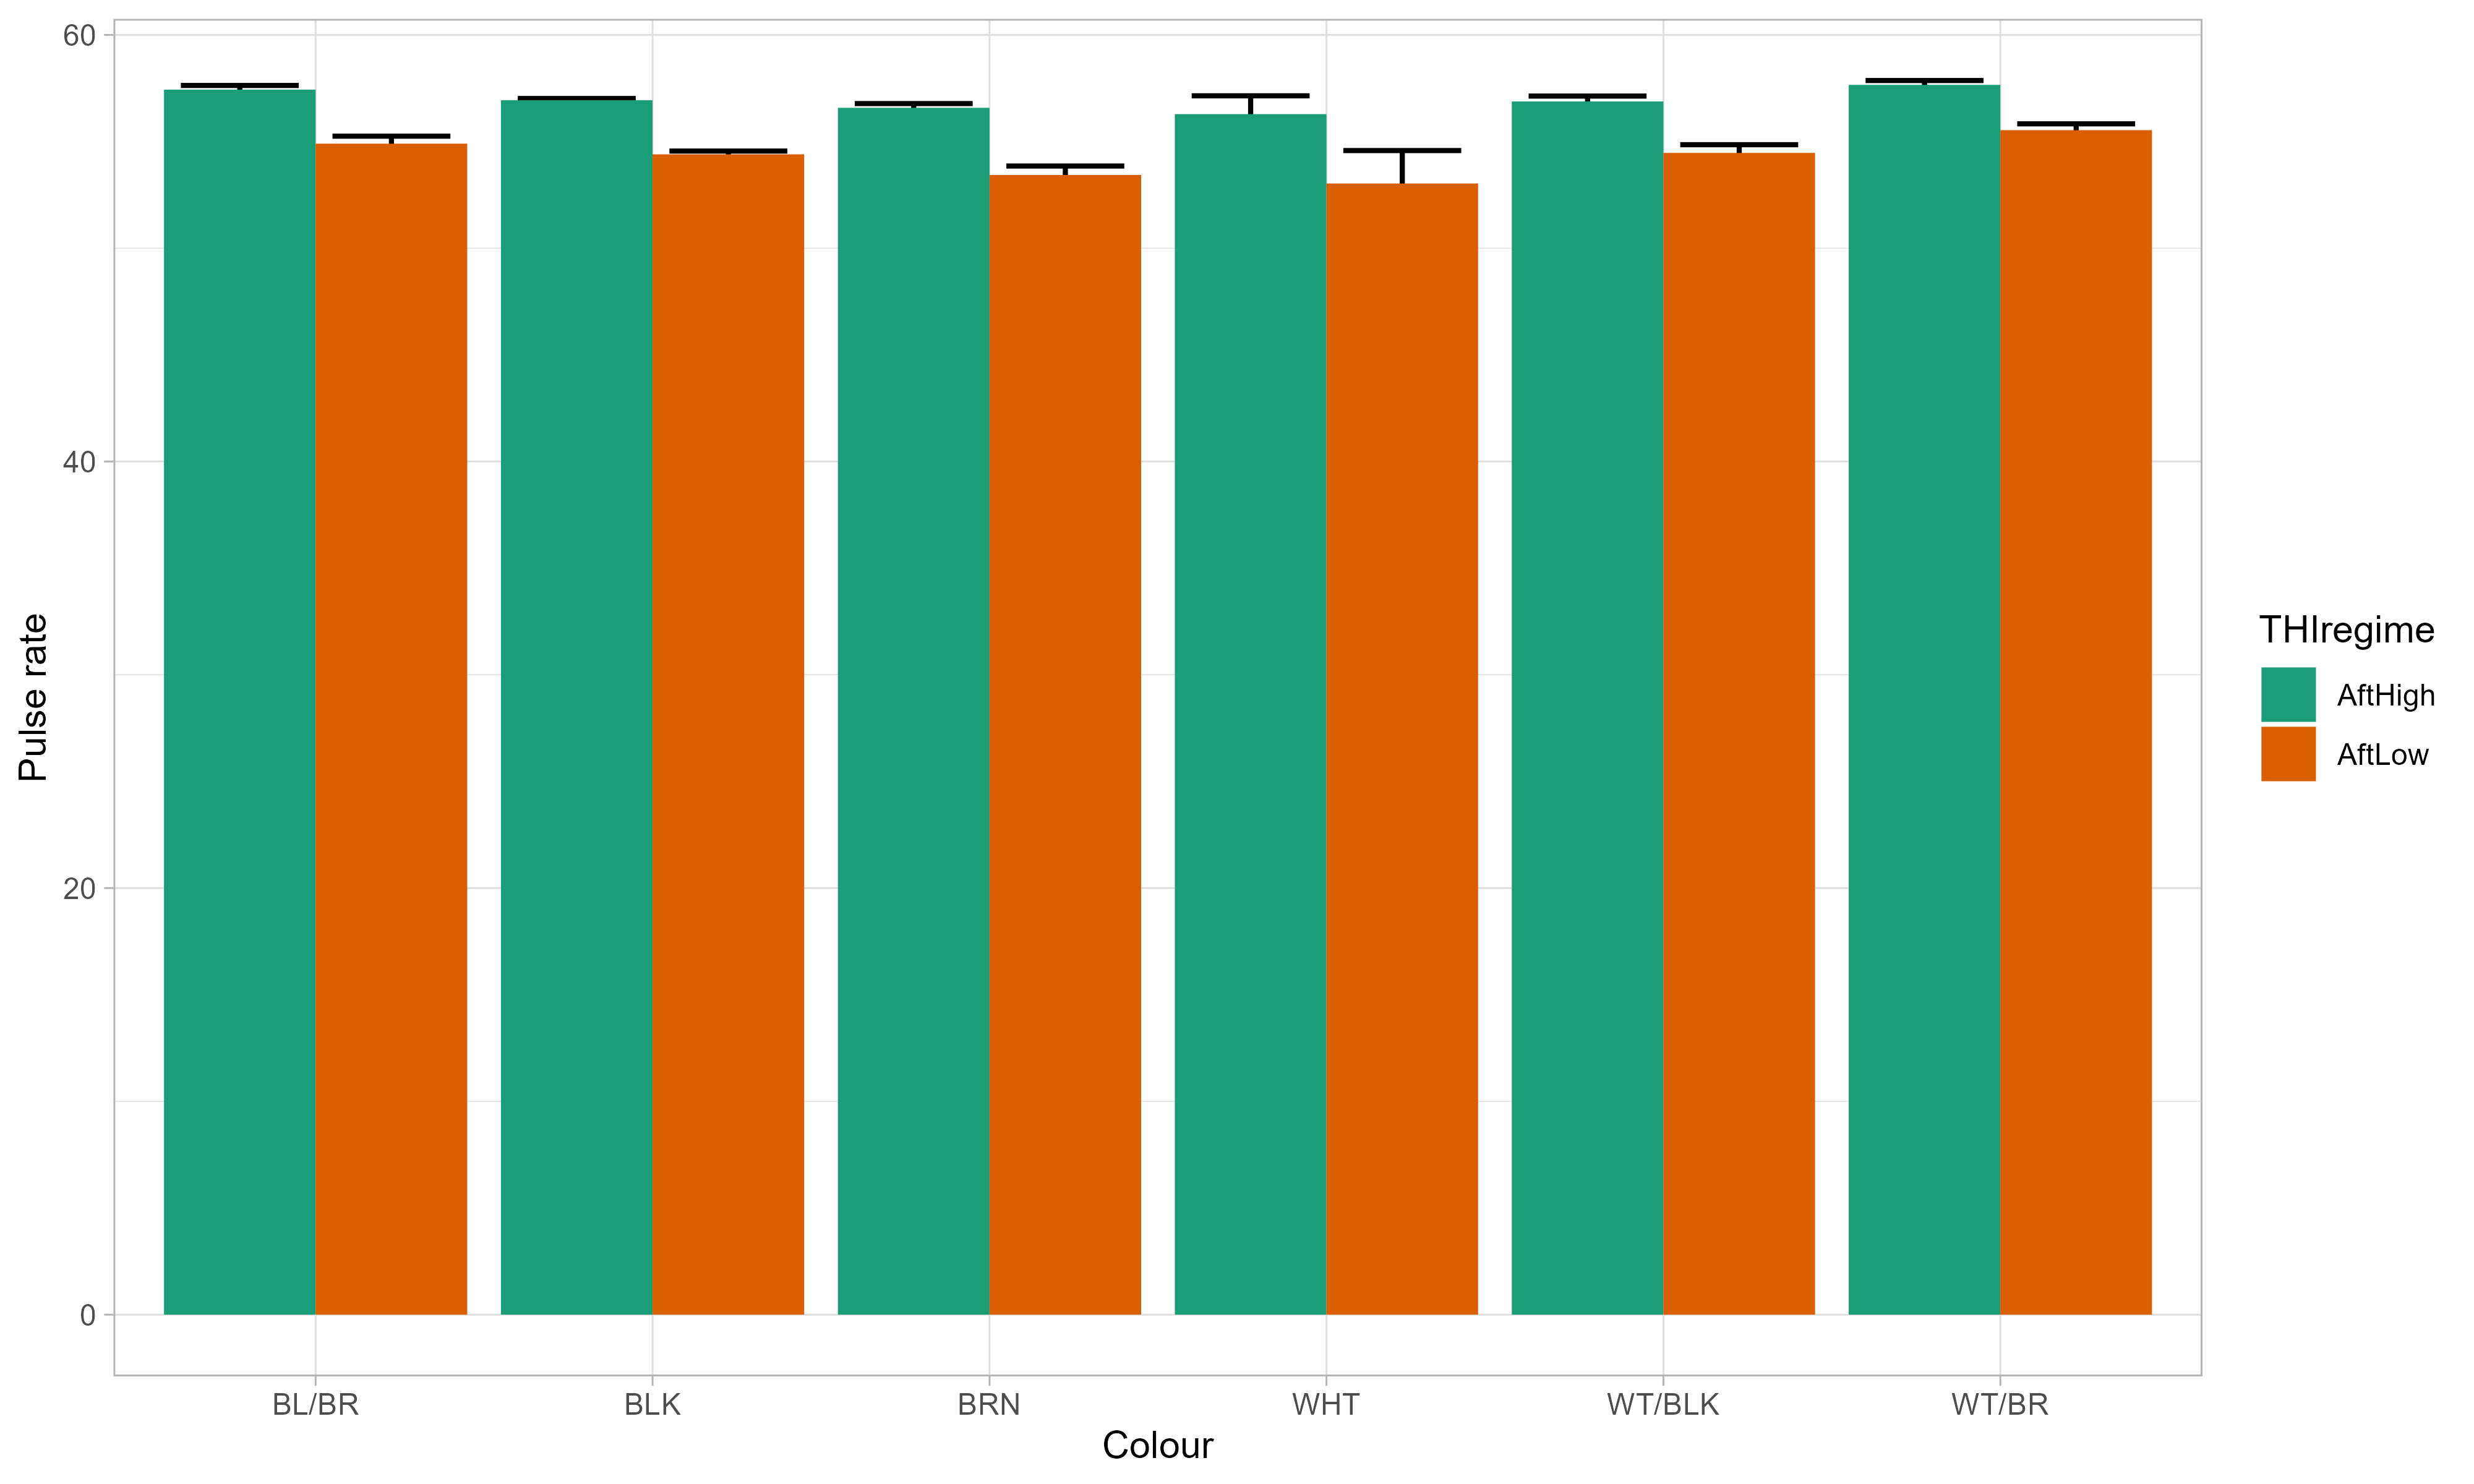 60
40
20
0
Pulse rate
BL/BR BLK BRN WHT WT/BLK WT/BR
Colour
THIregime
AftHigh
AftLow